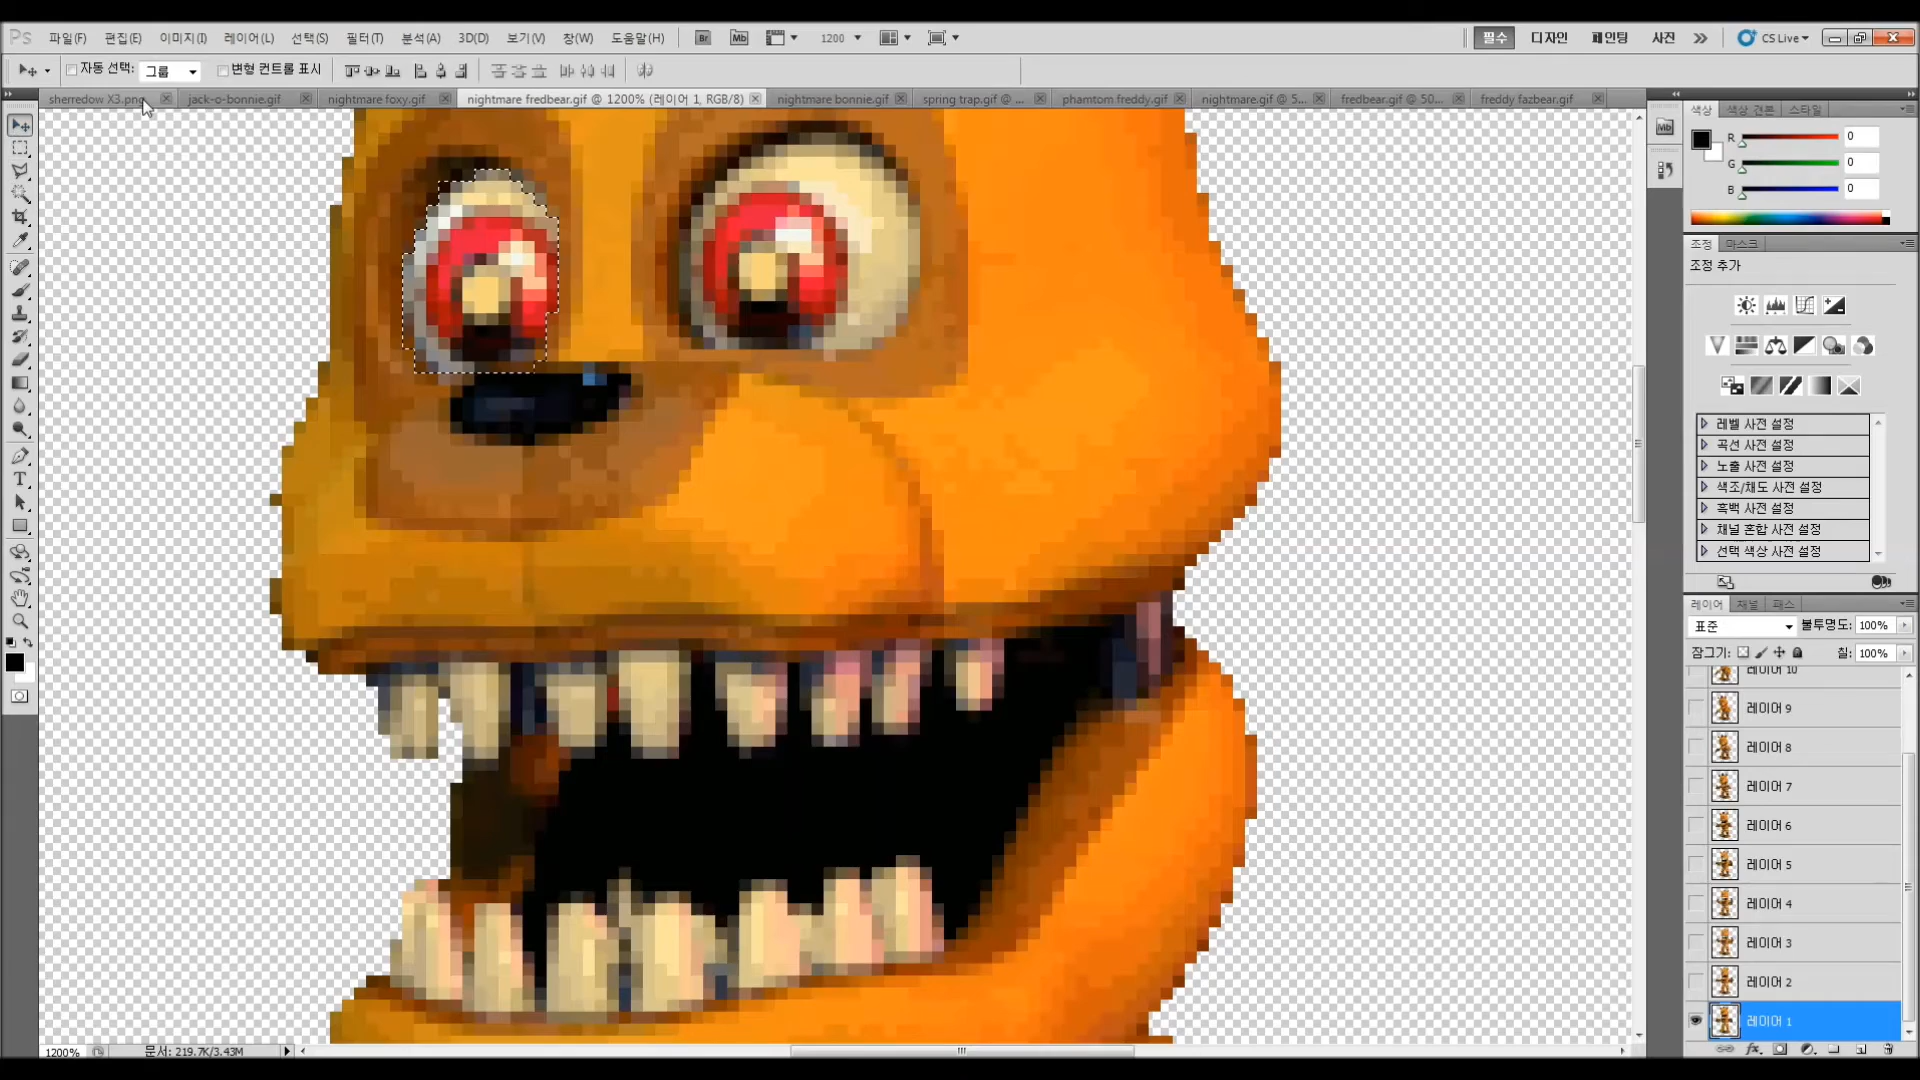 Ps 파일(F) 편집(E) 이미지(I) 레이어(L) 선택(S) 필터(T) 분석(A) 3D(D) 보기(V) 창(W) 도움말(H) Br Mb 1200 필수 디자인 페인팅 사진 CS Live
자동 선택: 그룹 변형 컨트롤 표시
sherredow X3.png jack-o-bonnie.gif nightmare foxy.gif nightmare fredbear.gif @ 1200% (레이어 1, RGB/8) nightmare bonnie.gif spring trap.gif @ ... phamtom freddy.gif nightmare.gif @ 5... fredbear.gif @ 50... freddy fazbear.gif
색상 색상 견본 스타일
R 0
G 0
B 0
조정 마스크
조정 추가
레벨 사전 설정
곡선 사전 설정
노출 사전 설정
색조/채도 사전 설정
흑백 사전 설정
채널 혼합 사전 설정
선택 색상 사전 설정
레이어 채널 패스
표준 불투명도: 100%
잠그기: 칠: 100%
레이어 10
레이어 9
레이어 8
레이어 7
레이어 6
레이어 5
레이어 4
레이어 3
레이어 2
레이어 1
1200% 문서: 219.7K/3.43M